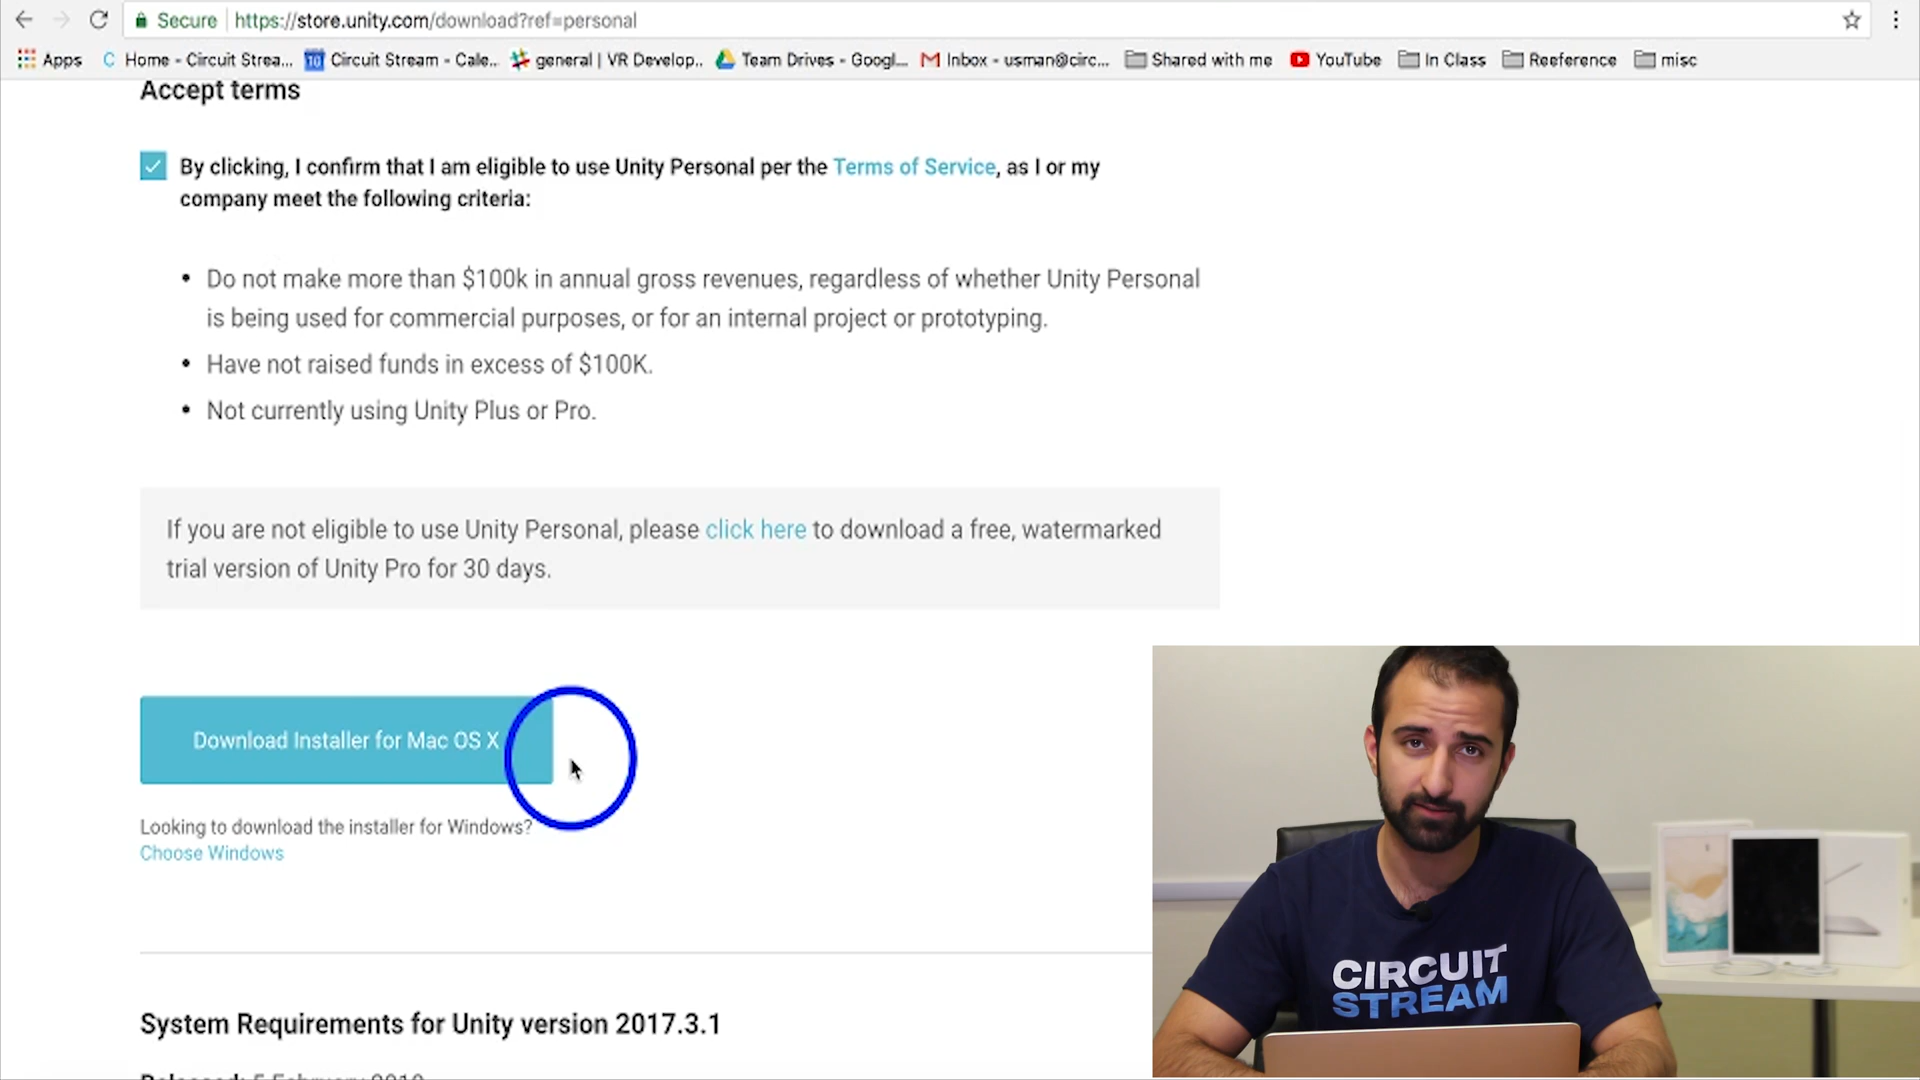 Secure https://store.unity.com/download?ref=personal
Apps Home - Circuit Strea... 10 Circuit Stream - Cale... general | VR Develop... Team Drives - Googl... Inbox - usman@circ... Shared with me YouTube In Class Reeference misc
Accept terms
By clicking, I confirm that I am eligible to use Unity Personal per the Terms of Service, as I or my
company meet the following criteria:
• Do not make more than $100k in annual gross revenues, regardless of whether Unity Personal
is being used for commercial purposes, or for an internal project or prototyping.
• Have not raised funds in excess of $100K.
• Not currently using Unity Plus or Pro.
If you are not eligible to use Unity Personal, please click here to download a free, watermarked
trial version of Unity Pro for 30 days.
Download Installer for Mac OS X
Looking to download the installer for Windows?
Choose Windows
System Requirements for Unity version 2017.3.1
CIRCUIT
STREAM